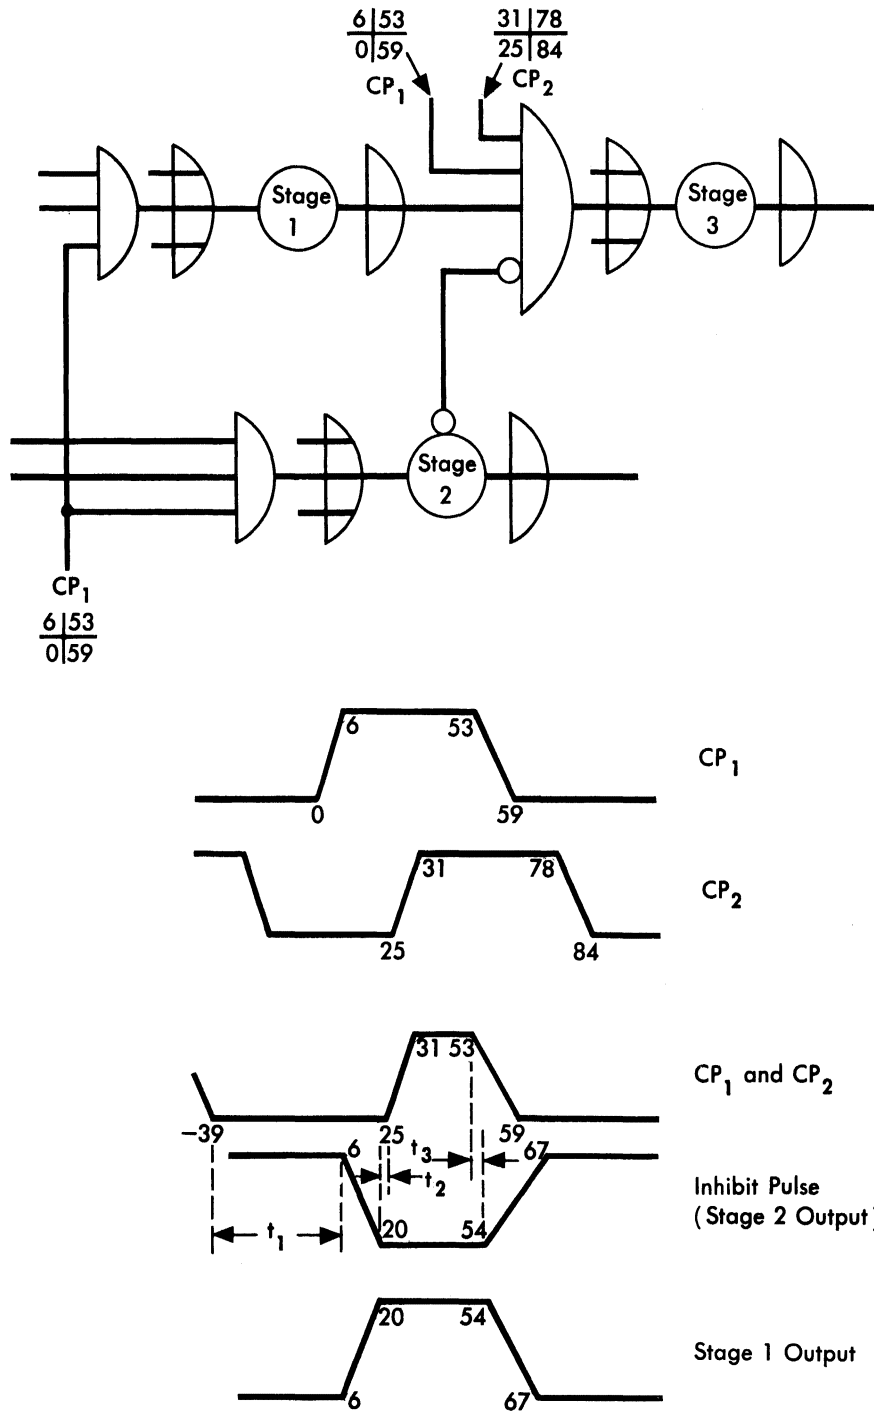 6 53 31 78
0 59 25 84
CP1 CP2
Stage
1
Stage
3
Stage
2
CP1
6 53
0 59
6 53
CP1
0 59
31 78
CP2
25 84
31 53
CP1 and CP2
-39 25 59
6 t3 67
t2
Inhibit Pulse
(Stage 2 Output)
t1 20 54
20 54
Stage 1 Output
6 67